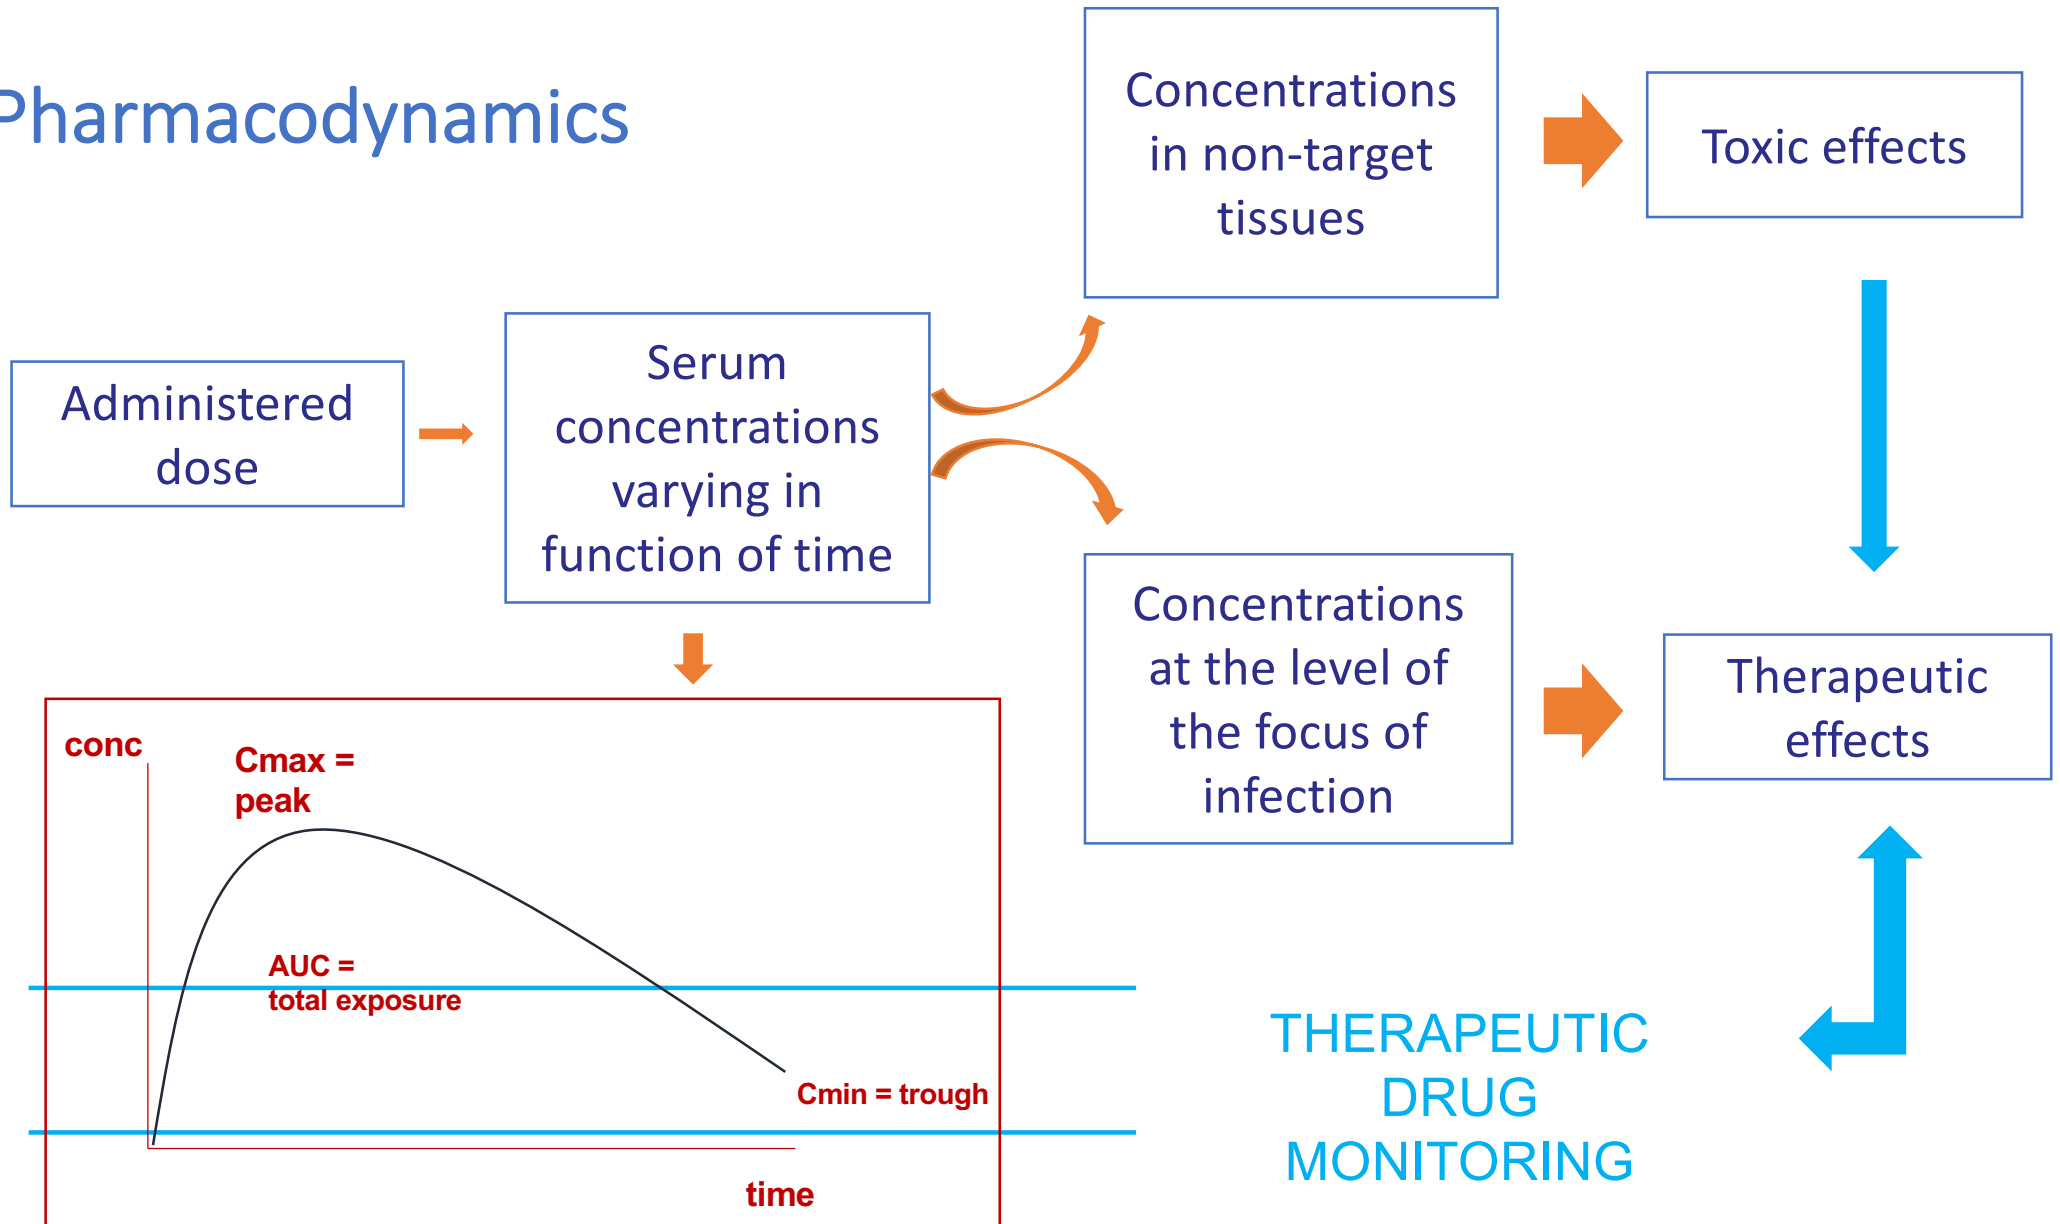 Pharmacodynamics
Concentrations
in non-target
tissues
Toxic effects
Administered
dose
Serum
concentrations
varying in
function of time
Concentrations
at the level of
the focus of
infection
Therapeutic
effects
conc
Cmax =
peak
AUC =
total exposure
Cmin = trough
time
THERAPEUTIC
DRUG
MONITORING